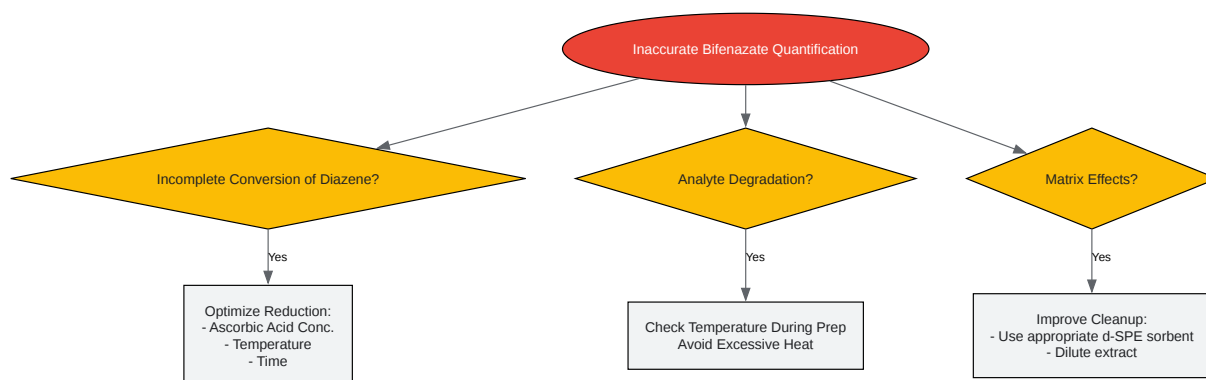 Inaccurate Bifenazate Quantification
Incomplete Conversion of Diazene?
Analyte Degradation?
Matrix Effects?
Yes
Yes
Yes
Optimize Reduction:
- Ascorbic Acid Conc.
- Temperature
- Time
Check Temperature During Prep
Avoid Excessive Heat
Improve Cleanup:
- Use appropriate d-SPE sorbent
- Dilute extract